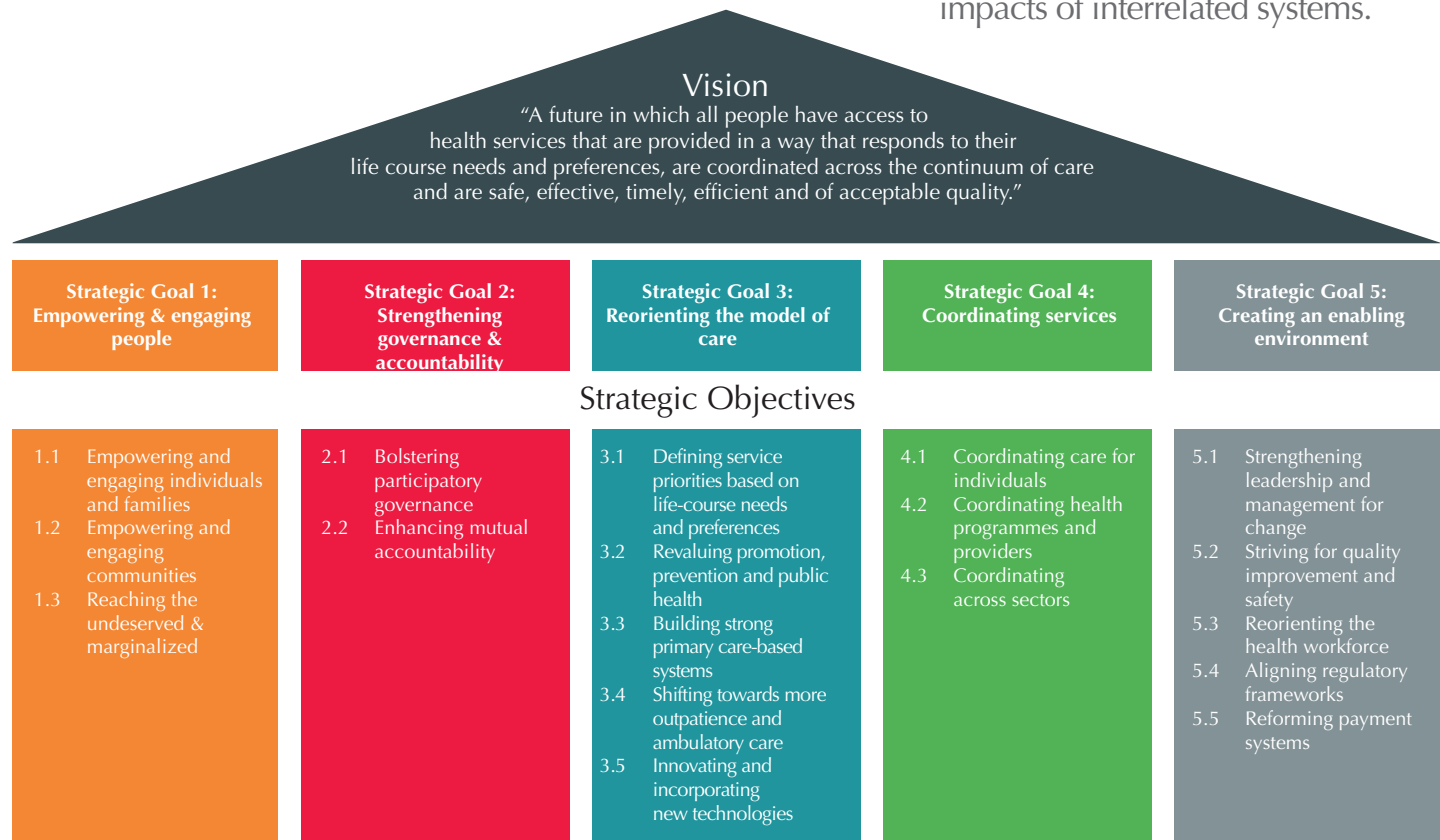 impacts of interrelated systems.
Vision
“A future in which all people have access to
health services that are provided in a way that responds to their
life course needs and preferences, are coordinated across the continuum of care
and are safe, effective, timely, efficient and of acceptable quality.”
Strategic Goal 1:
Empowering & engaging
people
Strategic Goal 2:
Strengthening
governance &
accountability
Strategic Goal 3:
Reorienting the model of
care
Strategic Goal 4:
Coordinating services
Strategic Goal 5:
Creating an enabling
environment
Strategic Objectives
1.1 Empowering and
engaging individuals
and families
1.2 Empowering and
engaging
communities
1.3 Reaching the
undeserved &
marginalized
2.1 Bolstering
participatory
governance
2.2 Enhancing mutual
accountability
3.1 Defining service
priorities based on
life-course needs
and preferences
3.2 Revaluing promotion,
prevention and public
health
3.3 Building strong
primary care-based
systems
3.4 Shifting towards more
outpatience and
ambulatory care
3.5 Innovating and
incorporating
new technologies
4.1 Coordinating care for
individuals
4.2 Coordinating health
programmes and
providers
4.3 Coordinating
across sectors
5.1 Strengthening
leadership and
management for
change
5.2 Striving for quality
improvement and
safety
5.3 Reorienting the
health workforce
5.4 Aligning regulatory
frameworks
5.5 Reforming payment
systems